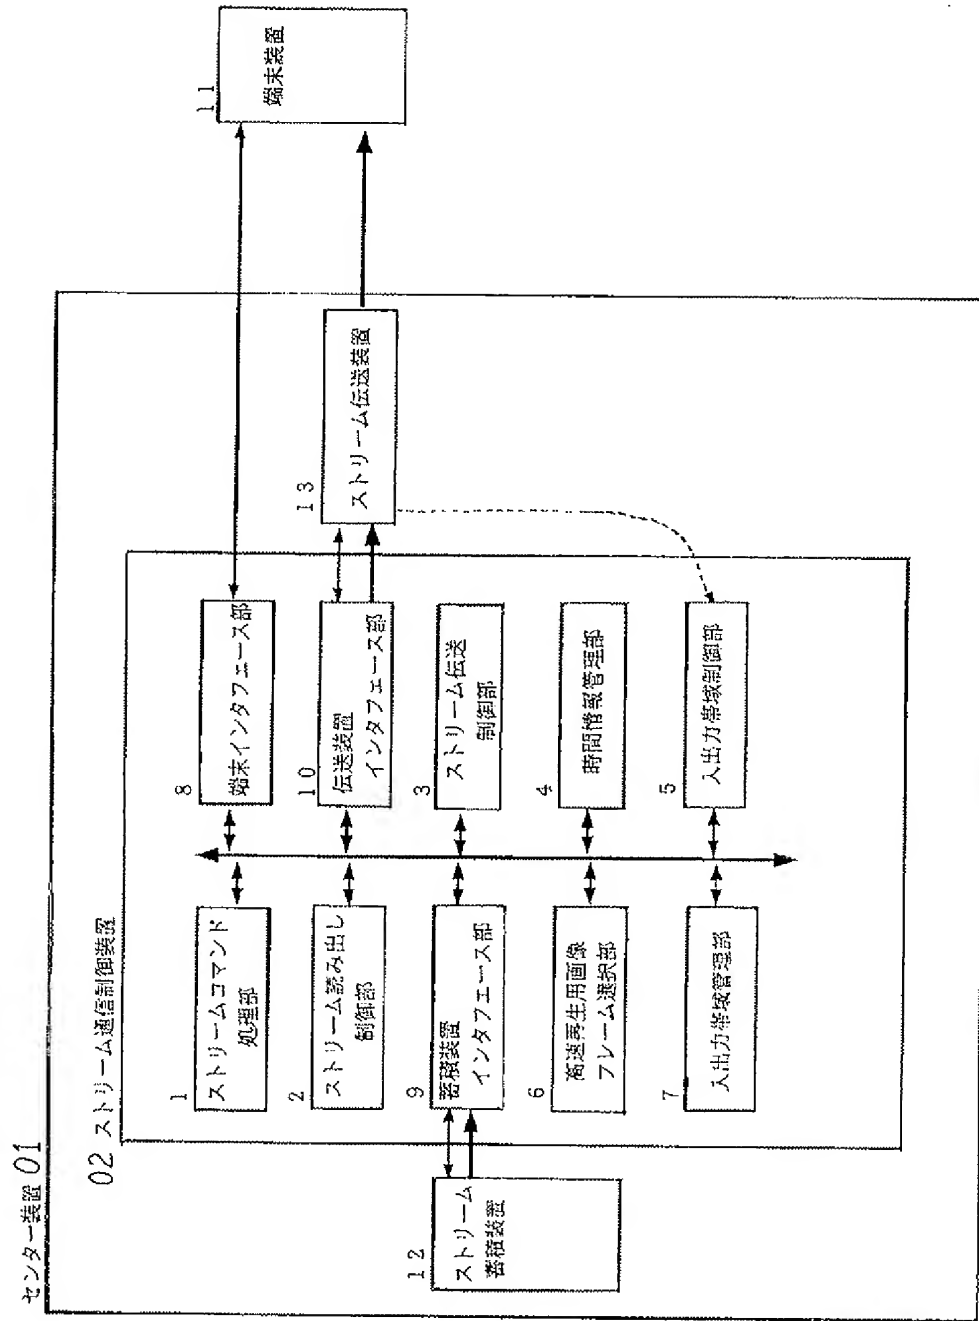 センター装置 01
02 ストリーム通信制御装置
1
ストリームコマンド
処理部
2
ストリーム読み出し
制御部
9
蓄積装置
インタフェース部
6
高速再生用画像
フレーム選択部
7
入出力帯域管理部
12
ストリーム
蓄積装置
8
端末インタフェース部
10
伝送装置
インタフェース部
3
ストリーム伝送
制御部
4
時間情報管理部
5
入出力帯域制御部
13
ストリーム伝送装置
11
端末装置